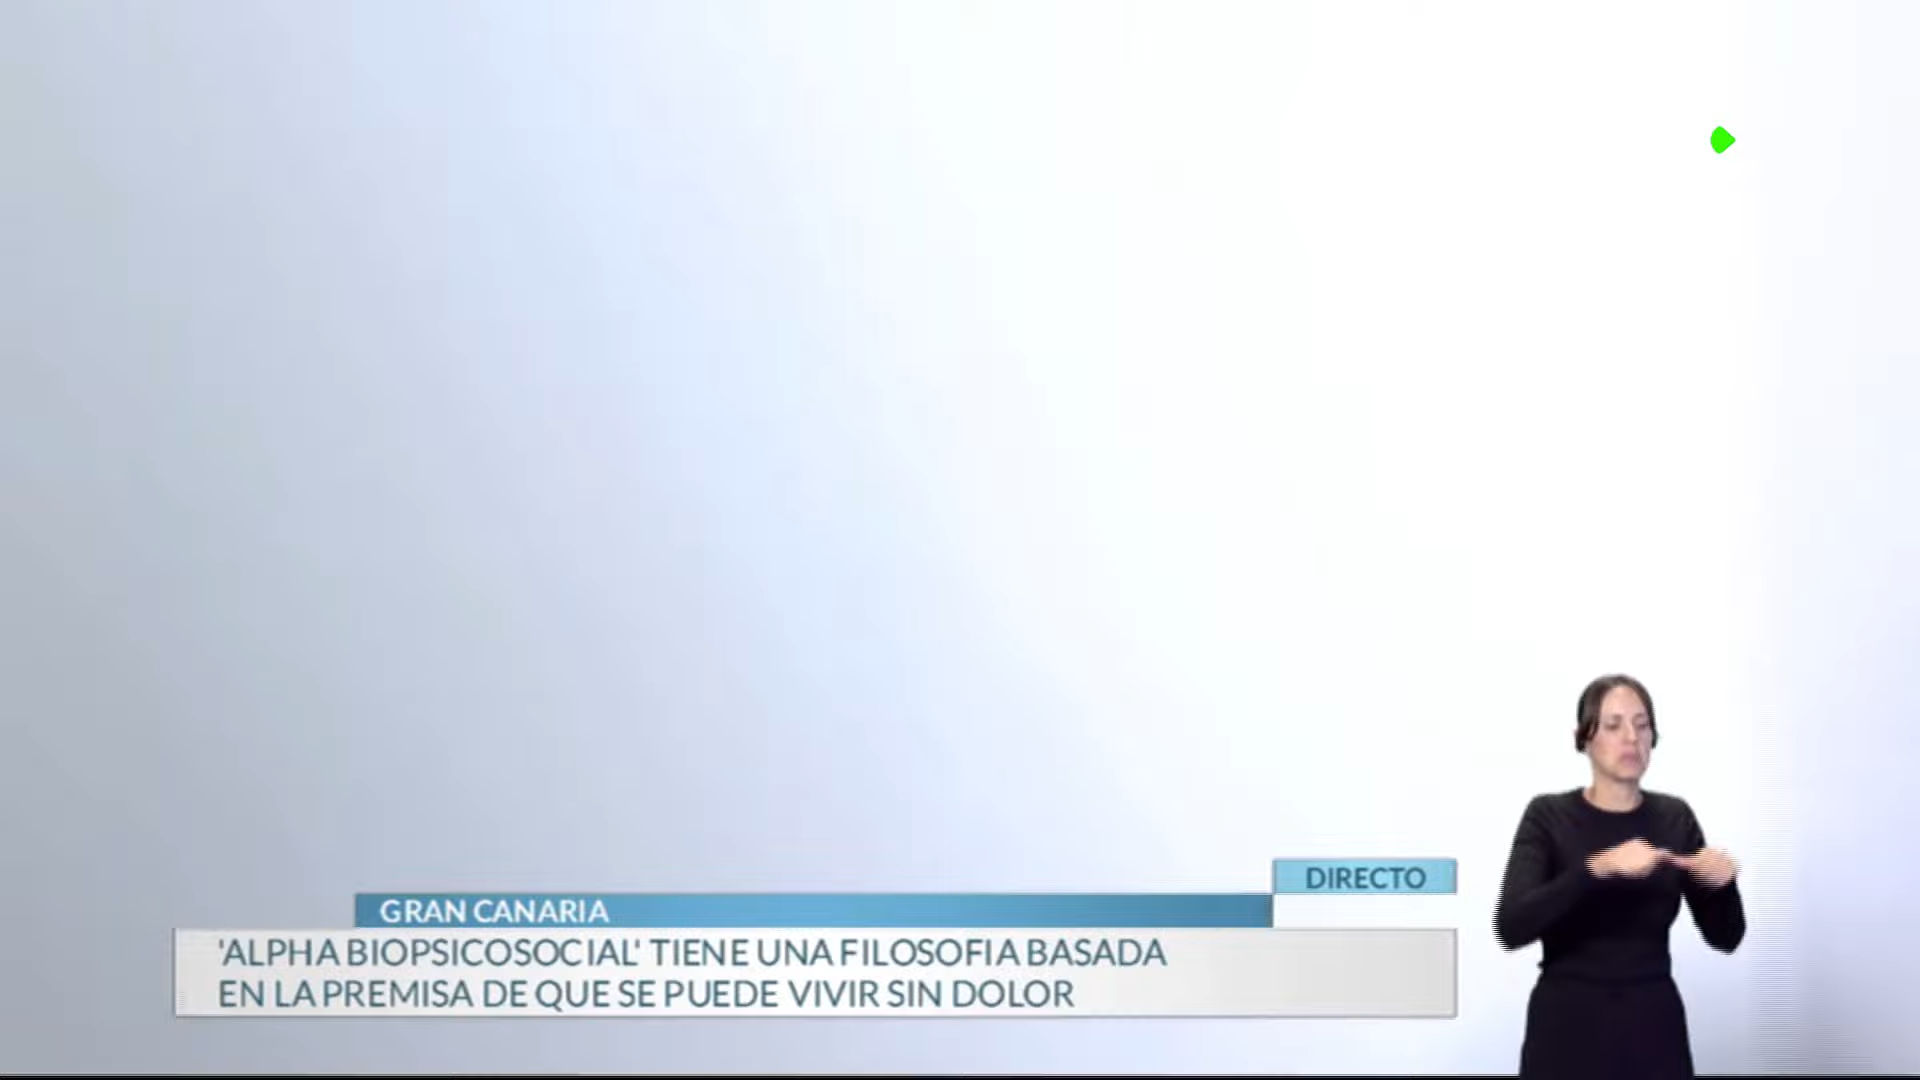 DIRECTO
GRAN CANARIA
'ALPHA BIOPSICOSOCIAL' TIENE UNA FILOSOFIA BASADA
EN LA PREMISA DE QUE SE PUEDE VIVIR SIN DOLOR